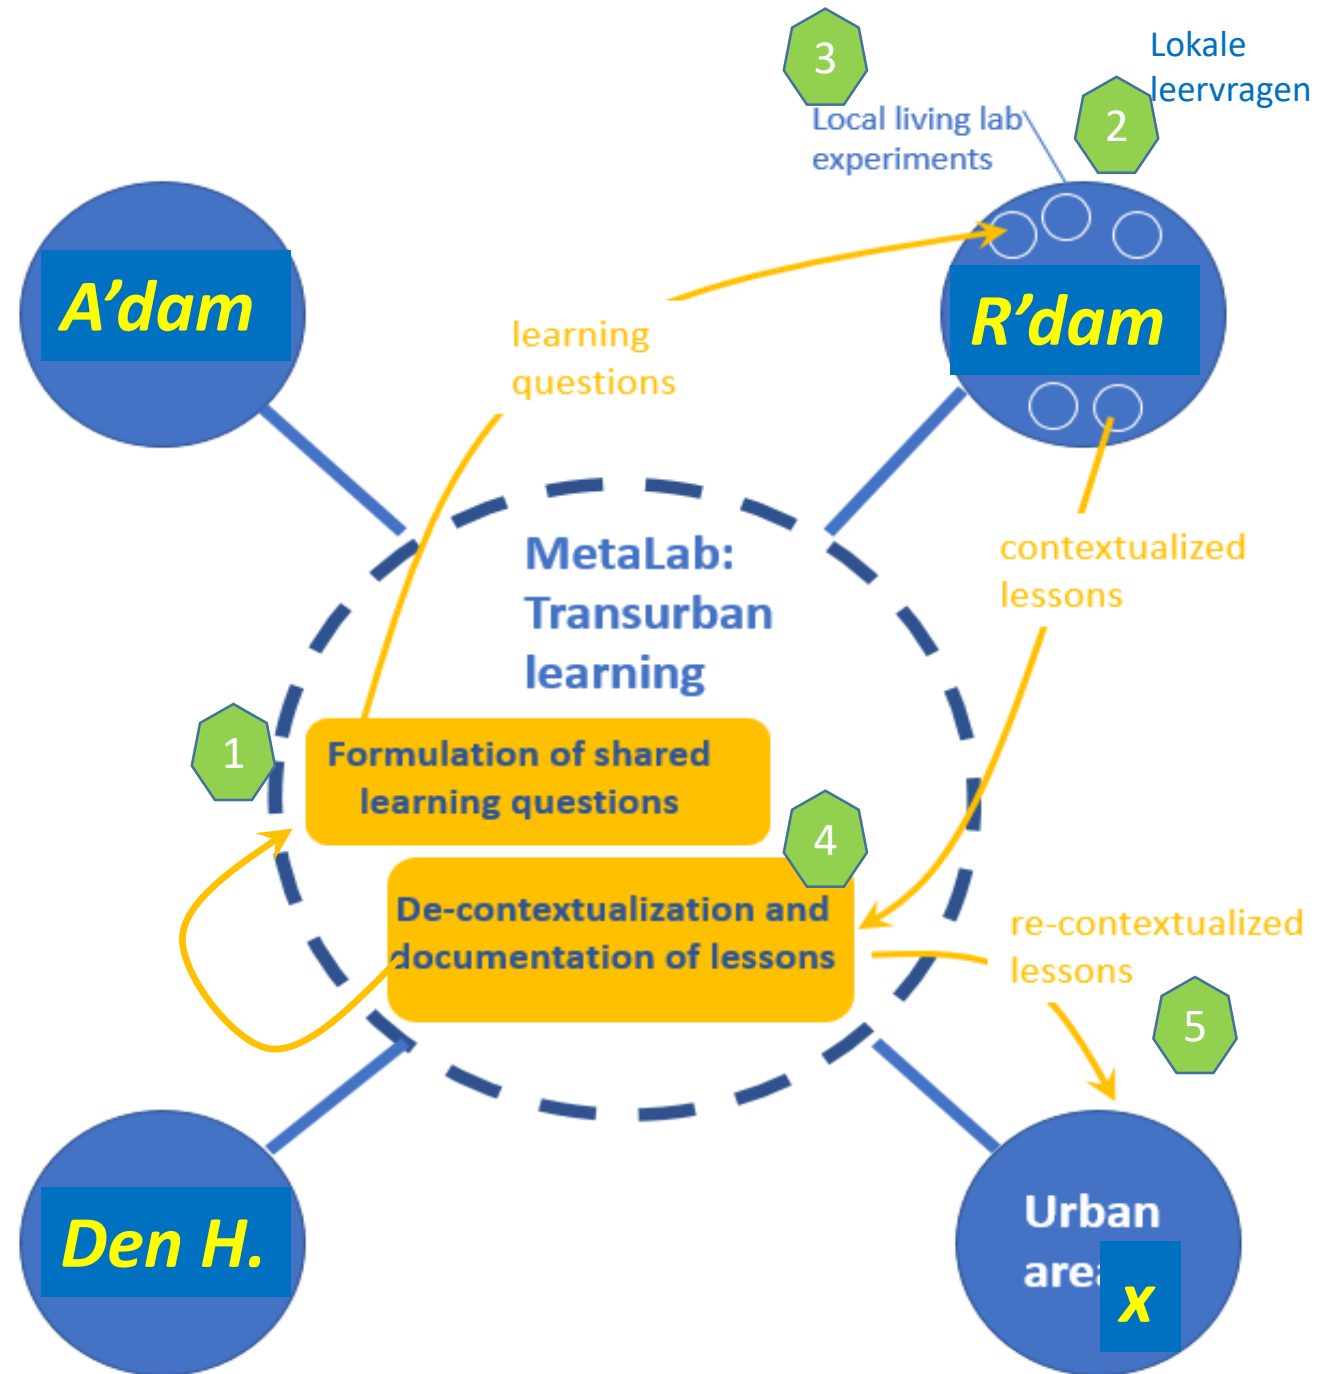 3
Lokale
leervragen
2
Local living lab
experiments
A’dam
R’dam
learning
questions
contextualized
lessons
MetaLab:
Transurban
learning
1
Formulation of shared
learning questions
4
De-contextualization and
documentation of lessons
re-contextualized
lessons
5
Den H.
Urban
area
x